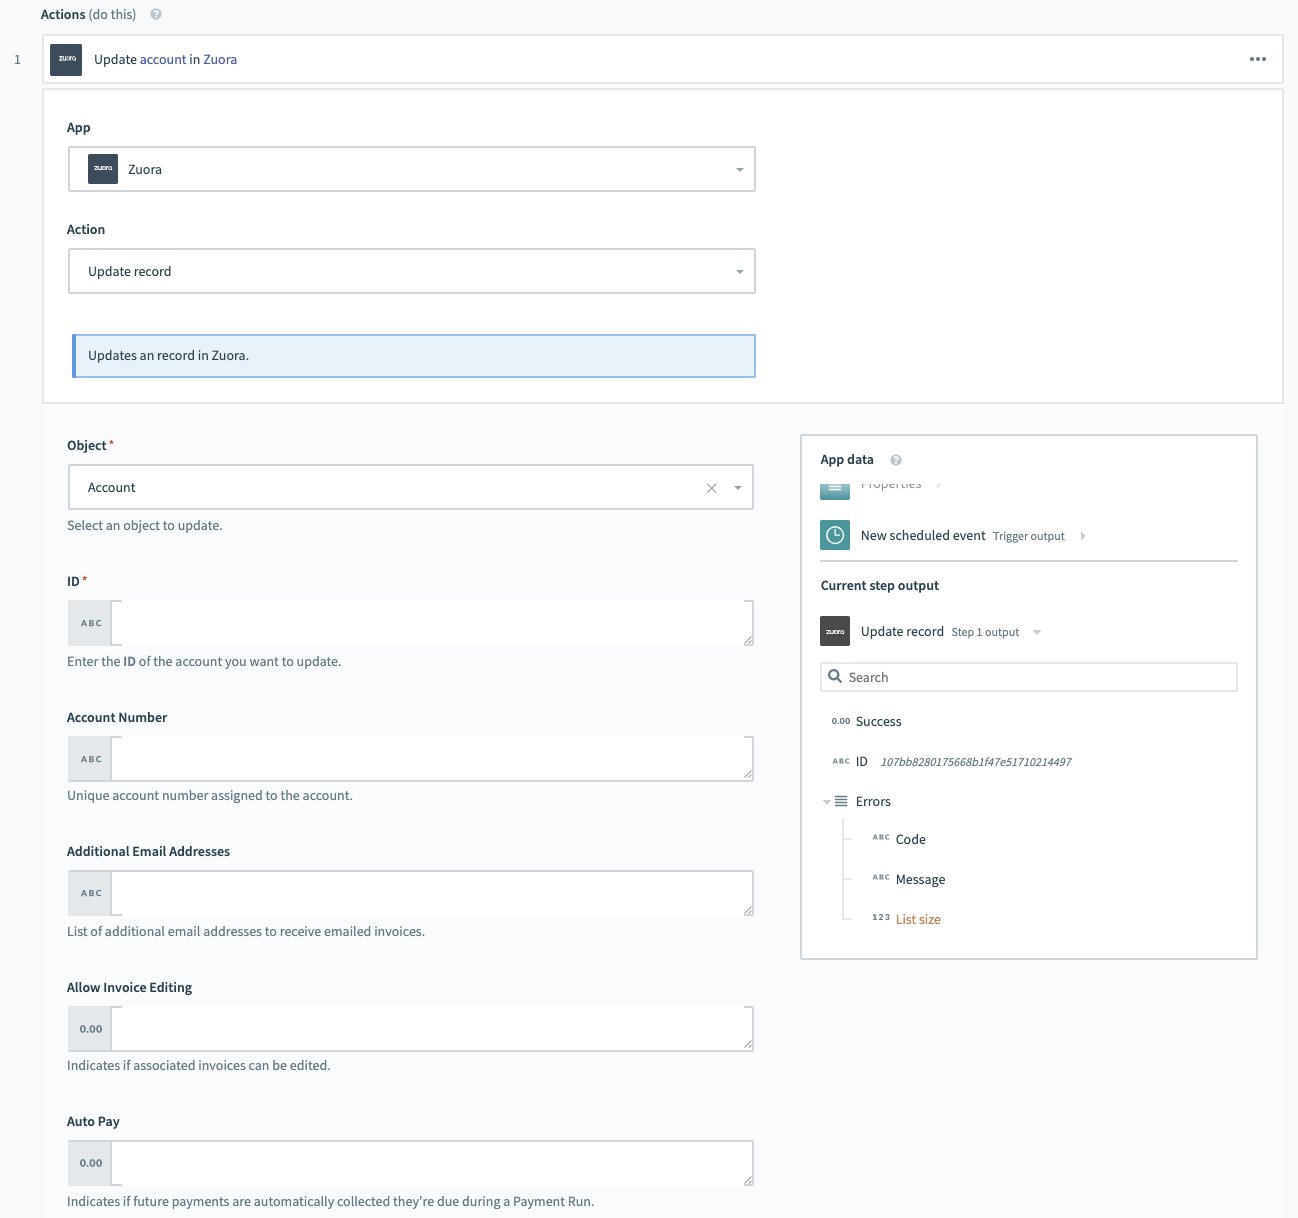 Actions (do this) ?
1
zuora
Update account in Zuora
App
zuora
Zuora
Action
Update record
Updates an record in Zuora.
Object *
Account
Select an object to update.
ID *
ABC
Enter the ID of the account you want to update.
Account Number
ABC
Unique account number assigned to the account.
Additional Email Addresses
ABC
List of additional email addresses to receive emailed invoices.
Allow Invoice Editing
0.00
Indicates if associated invoices can be edited.
Auto Pay
0.00
Indicates if future payments are automatically collected they're due during a Payment Run.
App data ?
Properties
New scheduled event Trigger output
Current step output
zuora
Update record Step 1 output
Search
0.00 Success
ABC ID 107bb8280175668b1f47e51710214497
Errors
ABC Code
ABC Message
123 List size